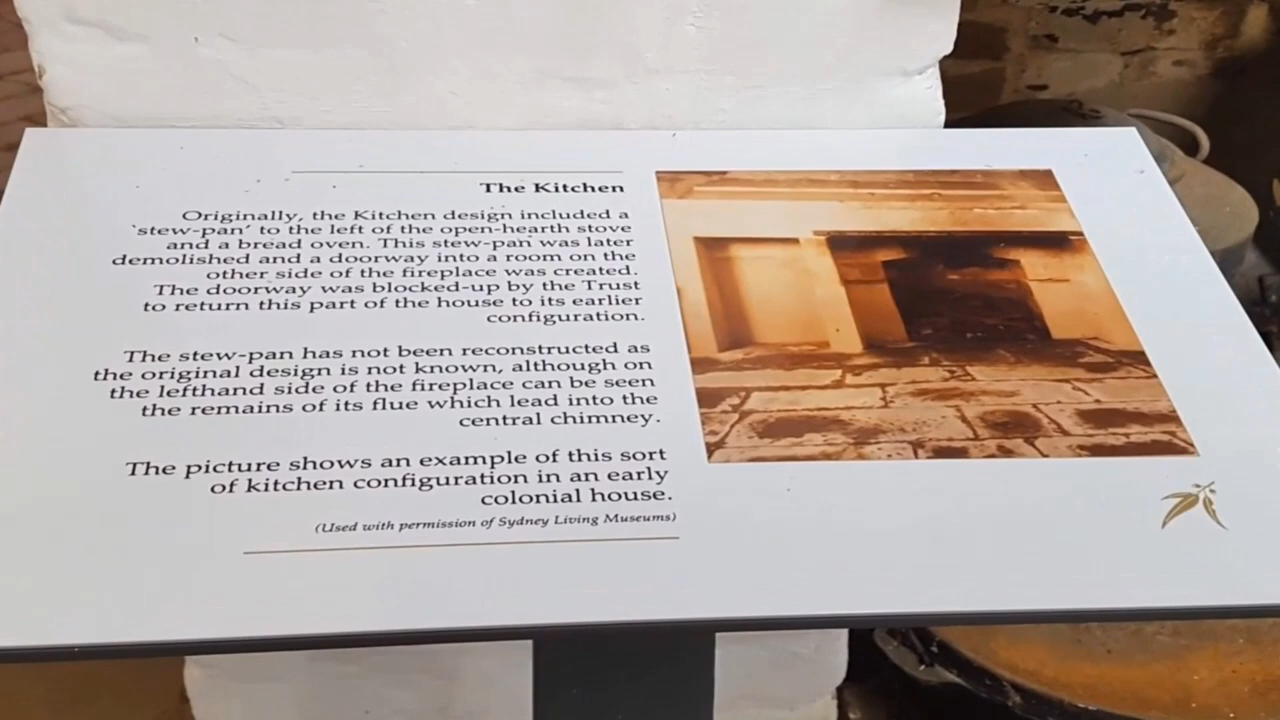 The Kitchen
Originally, the Kitchen design included a
‘stew-pan’ to the left of the open-hearth stove
and a bread oven. This stew-pan was later
demolished and a doorway into a room on the
other side of the fireplace was created.
The doorway was blocked-up by the Trust
to return this part of the house to its earlier
configuration.
The stew-pan has not been reconstructed as
the original design is not known, although on
the lefthand side of the fireplace can be seen
the remains of its flue which lead into the
central chimney.
The picture shows an example of this sort
of kitchen configuration in an early
colonial house.
(Used with permission of Sydney Living Museums)